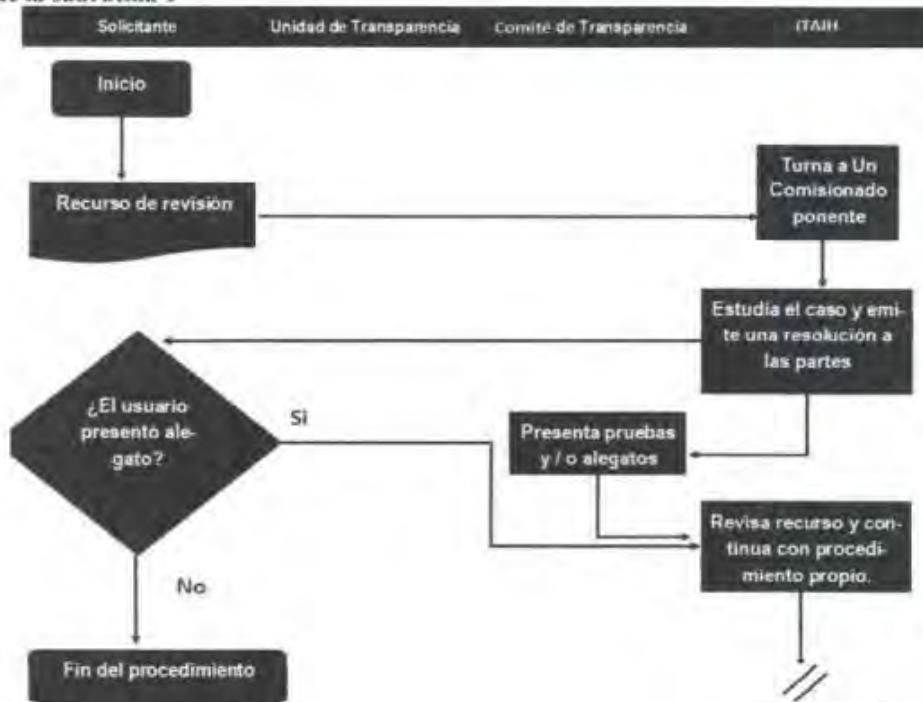 Solicitante
Unidad de Transparencia
Comité de Transparencia
ITAIH
Inicio
Recurso de revisión
Turna a Un
Comisionado
ponente
Estudia el caso y emi-
te una resolución a
las partes
¿El usuario
presento ale-
gato?
Si
Presenta pruebas
y / o alegatos
Revisa recurso y con-
tinua con procedi-
miento propio.
No
Fin del procedimiento